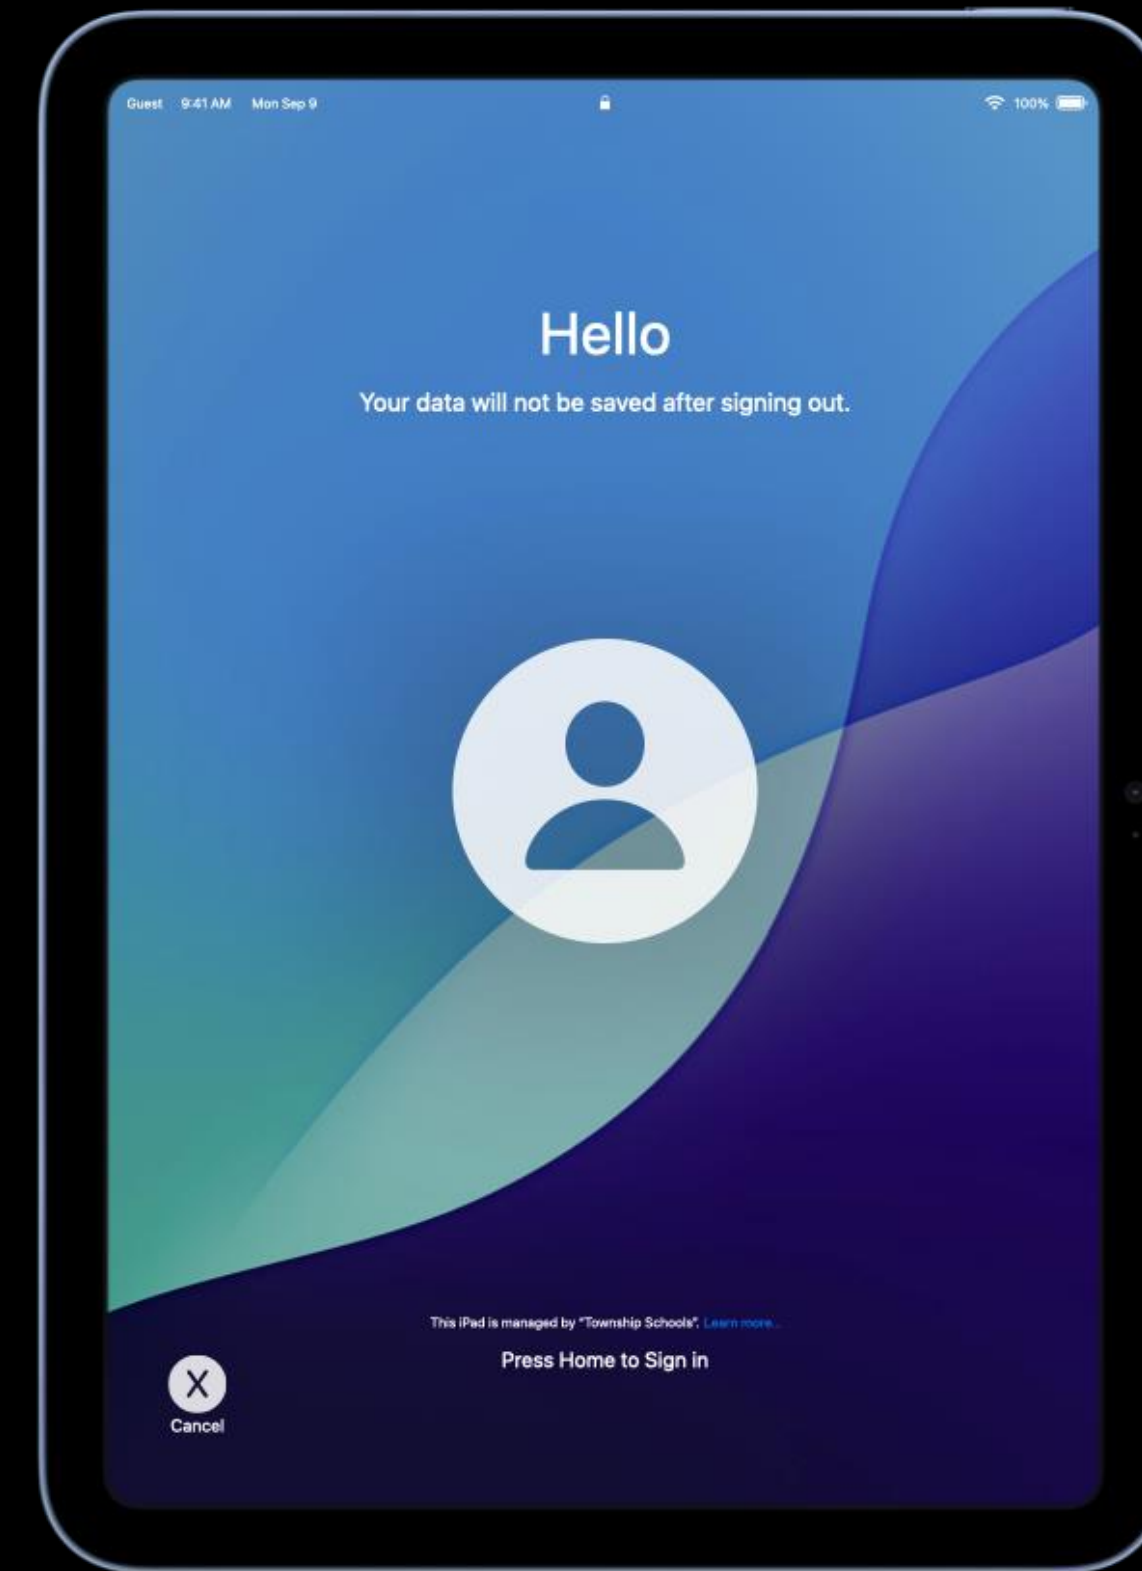 Guest 9:41 AM Mon Sep 9 100%
Hello
Your data will not be saved after signing out.
This iPad is managed by “Township Schools”. Learn more...
Press Home to Sign in
X
Cancel